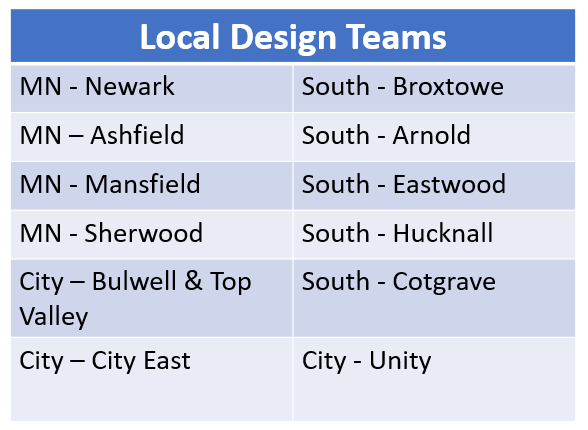 Local Design Teams
MN - Newark
South - Broxtowe
MN – Ashfield
South - Arnold
MN - Mansfield
South - Eastwood
MN - Sherwood
South - Hucknall
City – Bulwell & Top
Valley
South - Cotgrave
City – City East
City - Unity